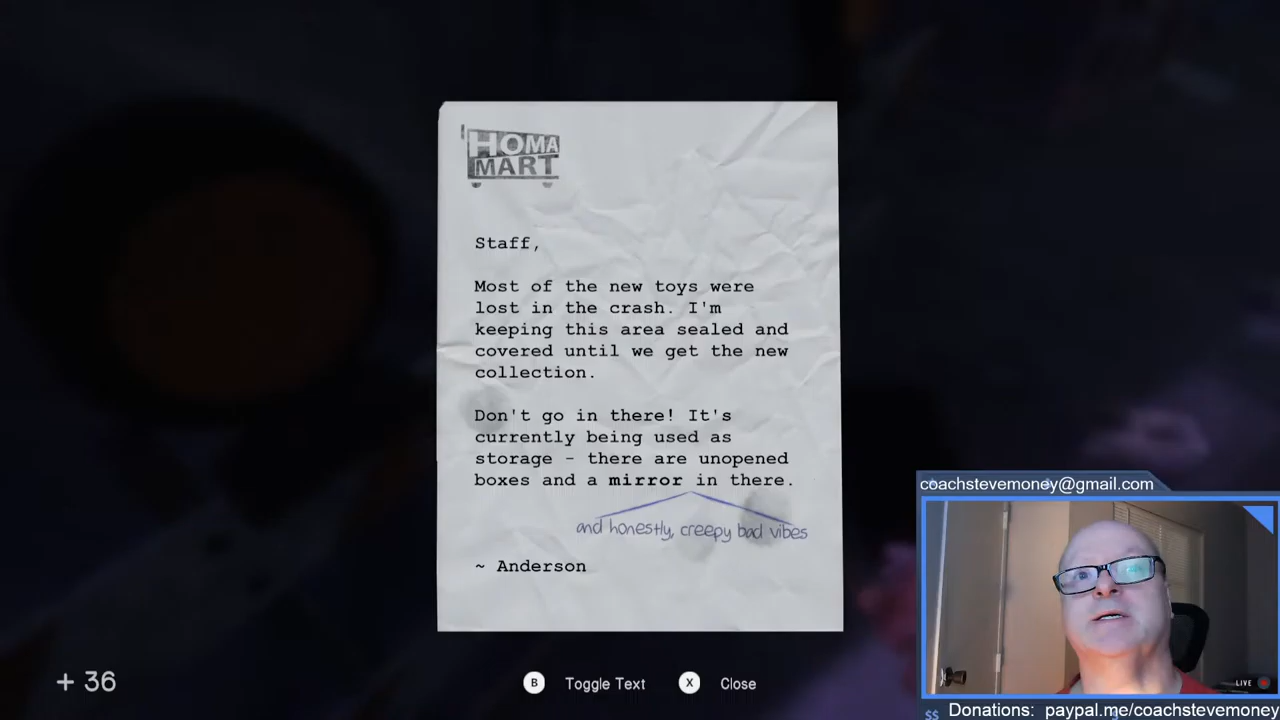 HOMA
MART
Staff,
Most of the new toys were
lost in the crash. I'm
keeping this area sealed and
covered until we get the new
collection.
Don't go in there! It's
currently being used as
storage - there are unopened
boxes and a mirror in there.
and honestly, creepy bad vibes
~ Anderson
+ 36
B Toggle Text X Close
coachstevemoney@gmail.com
LIVE
$$ Donations: paypal.me/coachstevemoney